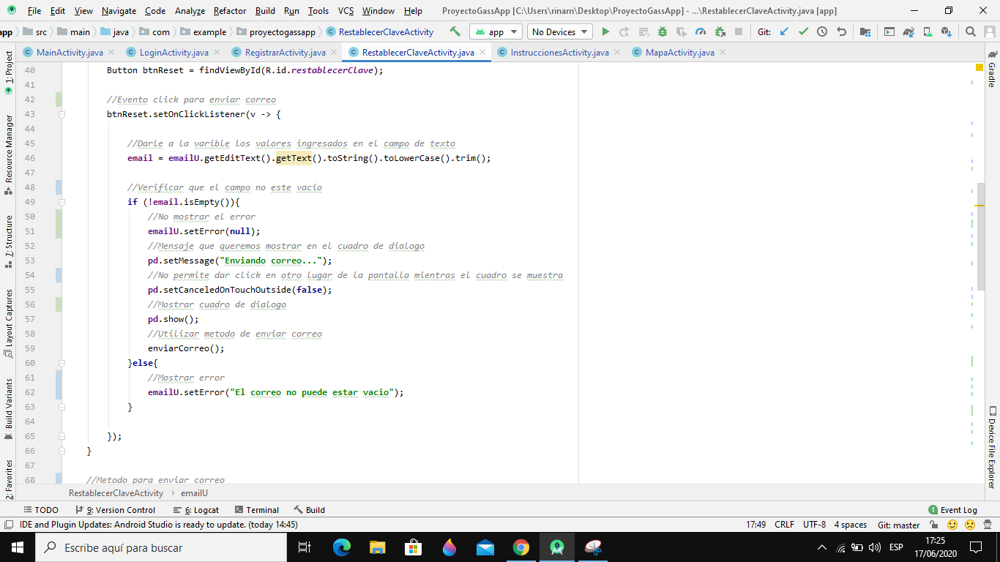 File Edit View Navigate Code Analyze Refactor Build Run Tools VCS Window Help ProyectoGassApp [C:\Users\rinam\Desktop\ProyectoGassApp] - ...\RestablecerClaveActivity.java [app]
app src main java com example proyectogassapp RestablecerClaveActivity app No Devices Git:
MainActivity.java LoginActivity.java RegistrarActivity.java RestablecerClaveActivity.java InstruccionesActivity.java MapaActivity.java
1: Project
Resource Manager
7: Structure
Layout Captures
Build Variants
2: Favorites
40 Button btnReset = findViewById(R.id.restablecerClave);
41
42 //Evento click para enviar correo
43 btnReset.setOnClickListener(v -> {
44
45 //Darle a la varible los valores ingresados en el campo de texto
46 email = emailU.getEditText().getText().toString().toLowerCase().trim();
47
48 //Verificar que el campo no este vacio
49 if (!email.isEmpty()){
50 //No mostrar el error
51 emailU.setError(null);
52 //Mensaje que queremos mostrar en el cuadro de dialogo
53 pd.setMessage("Enviando correo...");
54 //No permite dar click en otro lugar de la pantalla mientras el cuadro se muestra
55 pd.setCanceledOnTouchOutside(false);
56 //Mostrar cuadro de dialogo
57 pd.show();
58 //Utilizar metodo de enviar correo
59 enviarCorreo();
60 }else{
61 //Mostrar error
62 emailU.setError("El correo no puede estar vacio");
63 }
64
65 });
66 }
67
68 //Metodo para enviar correo
Gradle
Device File Explorer
RestablecerClaveActivity > emailU
TODO 9: Version Control 6: Logcat Terminal Build 1 Event Log
IDE and Plugin Updates: Android Studio is ready to update. (today 14:45) 17:49 CRLF UTF-8 4 spaces Git: master
Escribe aquí para buscar ESP 17:25
17/06/2020